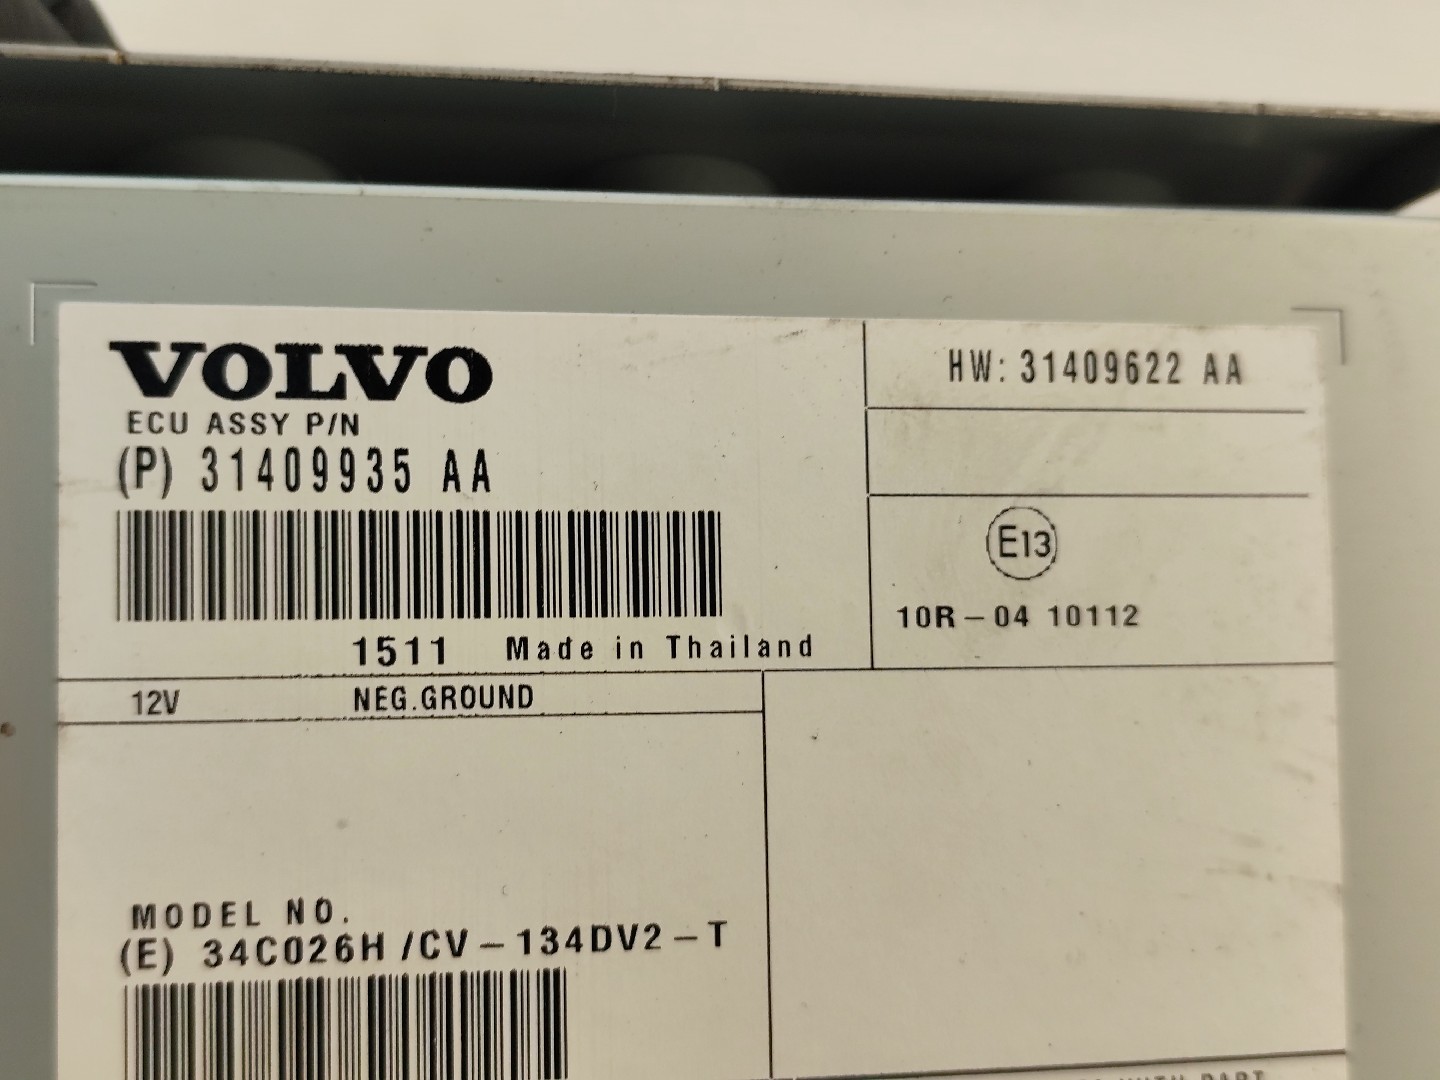 VOLVO
ECU ASSY P/N
(P) 31409935 AA
1511 Made in Thailand
HW: 31409622 AA
E13
10R-04 10112
12V NEG.GROUND
MODEL NO.
(E) 34C026H /CV-134DV2-T